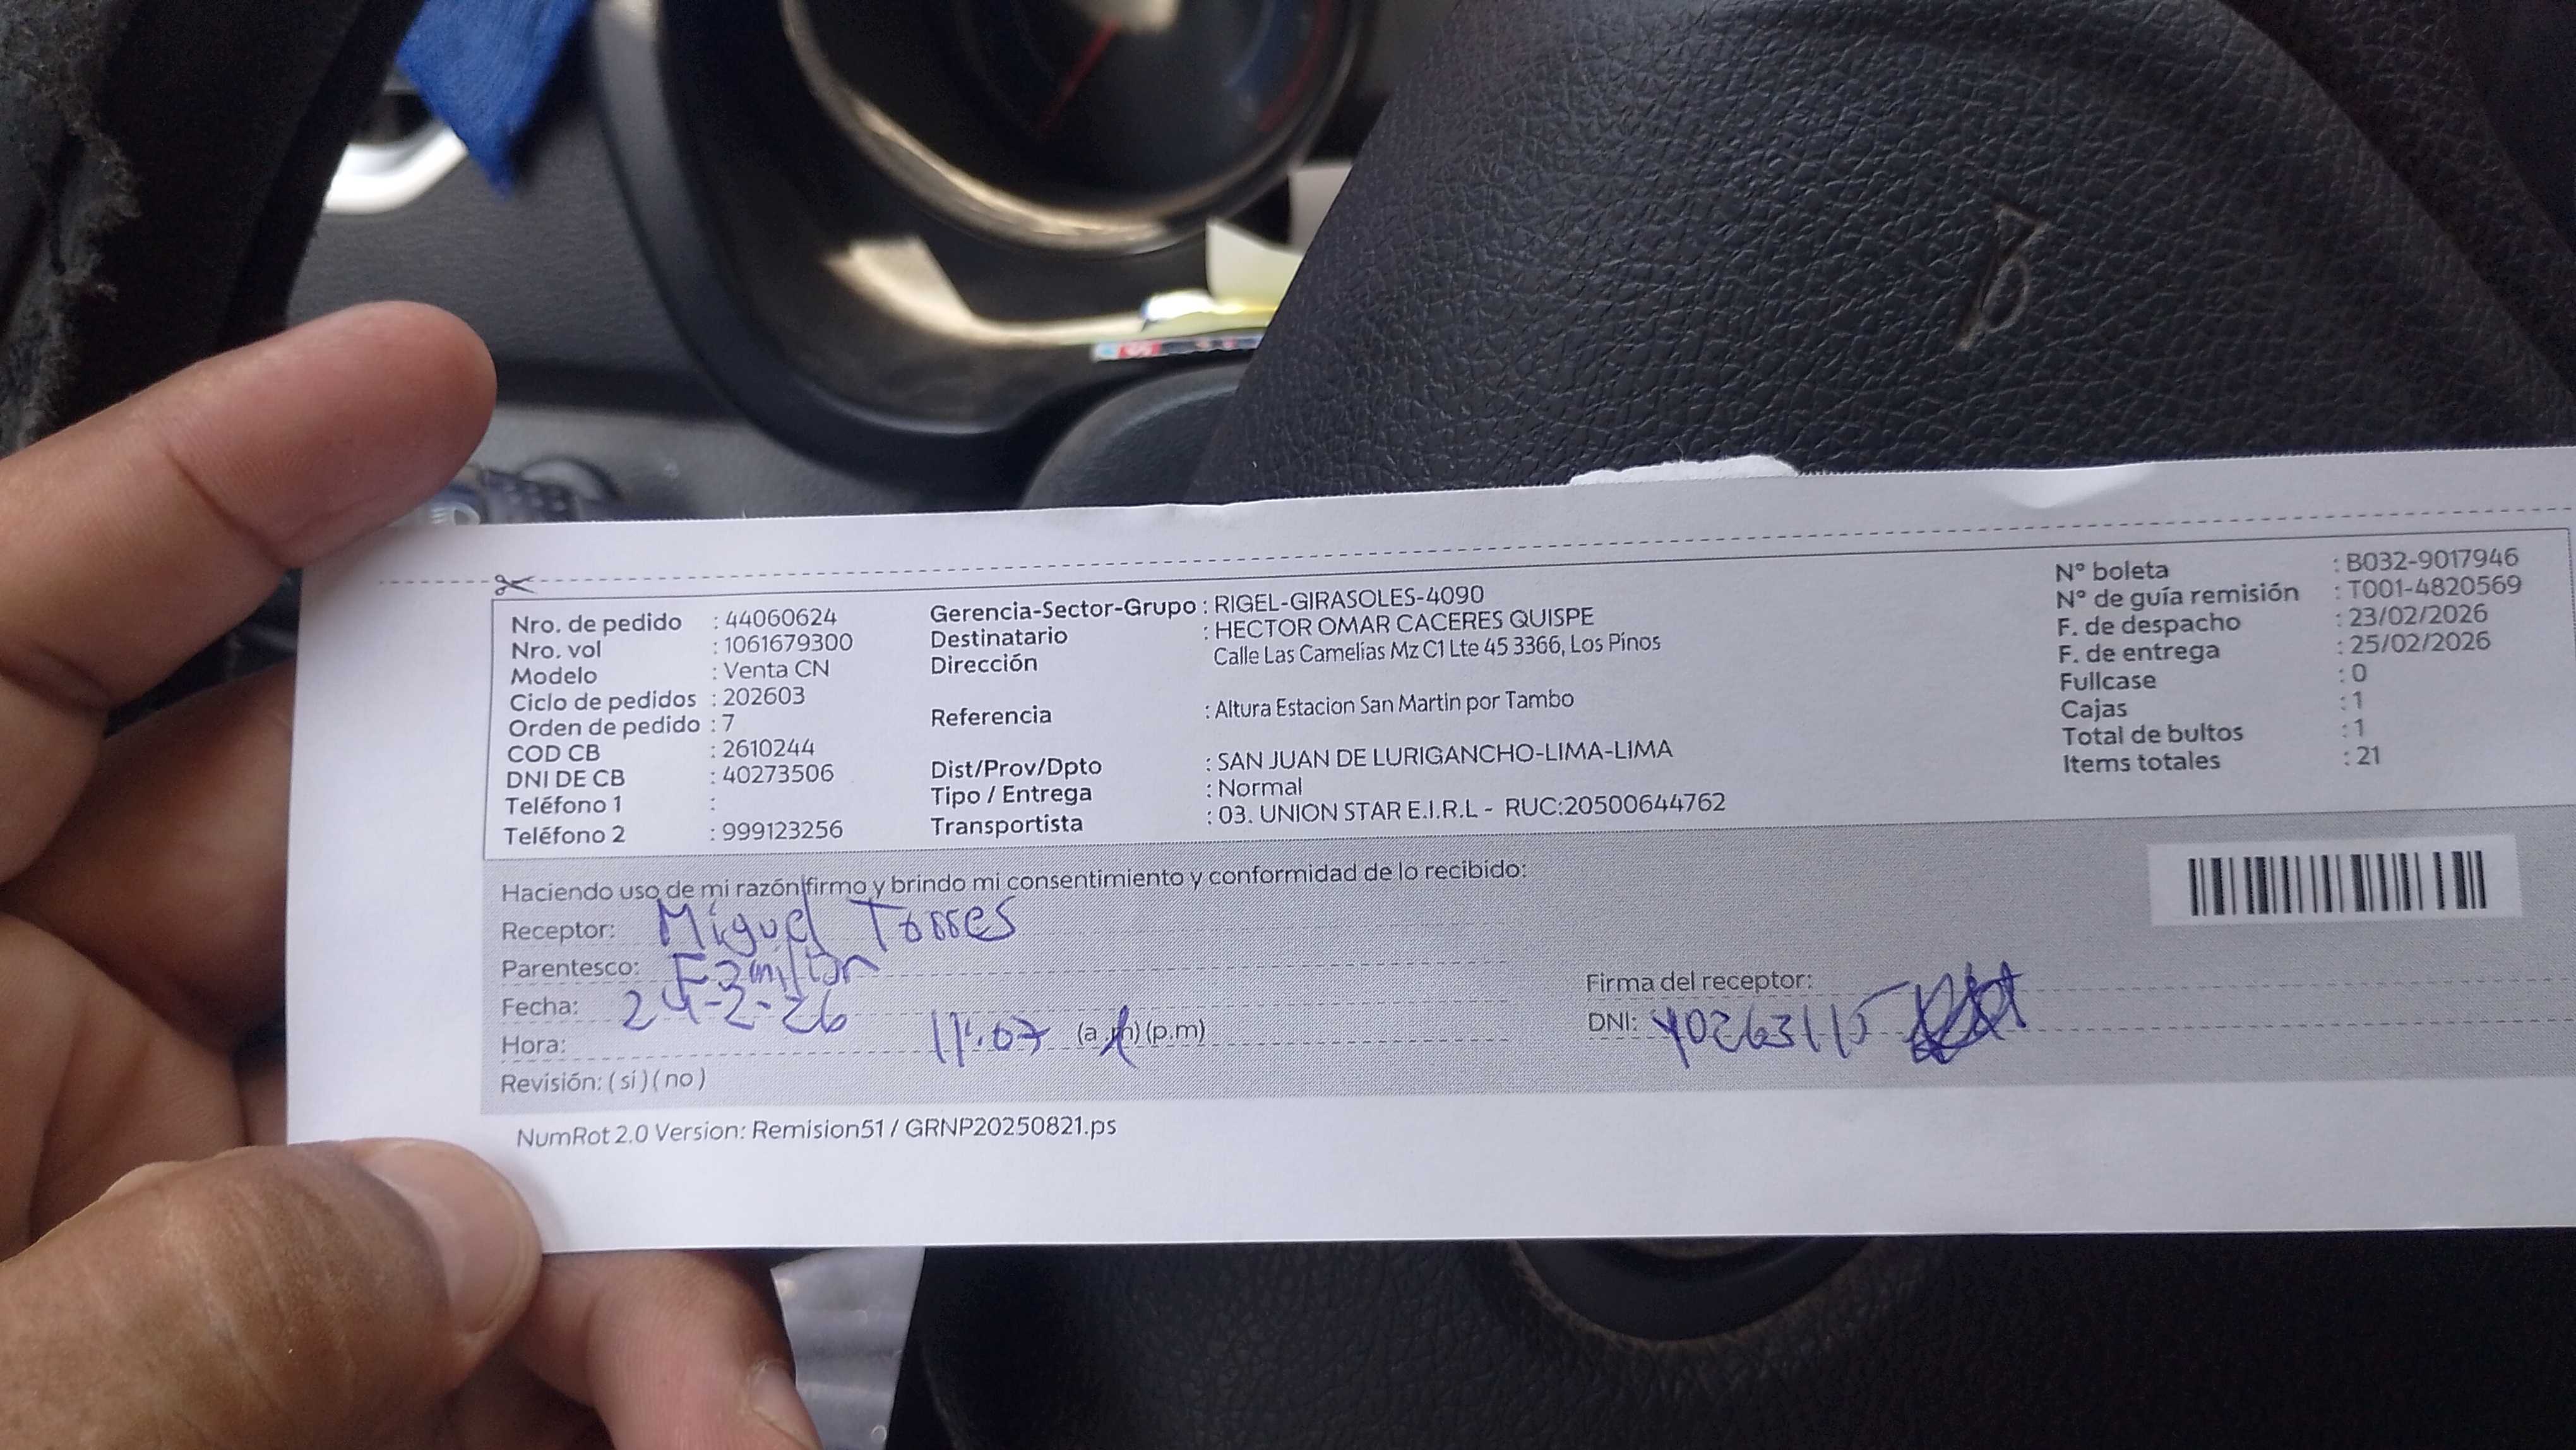 Nro. de pedido : 44060624
Nro. vol : 1061679300
Modelo : Venta CN
Ciclo de pedidos : 202603
Orden de pedido : 7
COD CB : 2610244
DNI DE CB : 40273506
Teléfono 1 :
Teléfono 2 : 999123256
Gerencia-Sector-Grupo : RIGEL-GIRASOLES-4090
Destinatario : HECTOR OMAR CACERES QUISPE
Dirección Calle Las Camelias Mz C1 Lte 45 3366, Los Pinos
Referencia : Altura Estacion San Martin por Tambo
Dist/Prov/Dpto : SAN JUAN DE LURIGANCHO-LIMA-LIMA
Tipo / Entrega : Normal
Transportista : 03. UNION STAR E.I.R.L - RUC:20500644762
N° boleta : B032-9017946
N° de guía remisión : T001-4820569
F. de despacho : 23/02/2026
F. de entrega : 25/02/2026
Fullcase : 0
Cajas : 1
Total de bultos : 1
Items totales : 21
Haciendo uso de mi razón firmo y brindo mi consentimiento y conformidad de lo recibido:
Receptor: Miguel Torres
Parentesco:
Fecha: 24-2-26
Hora: 11:07 (a.m) (p.m)
Revisión: ( si ) ( no )
Firma del receptor:
DNI: 40263115
NumRot 2.0 Version: Remision51 / GRNP20250821.ps